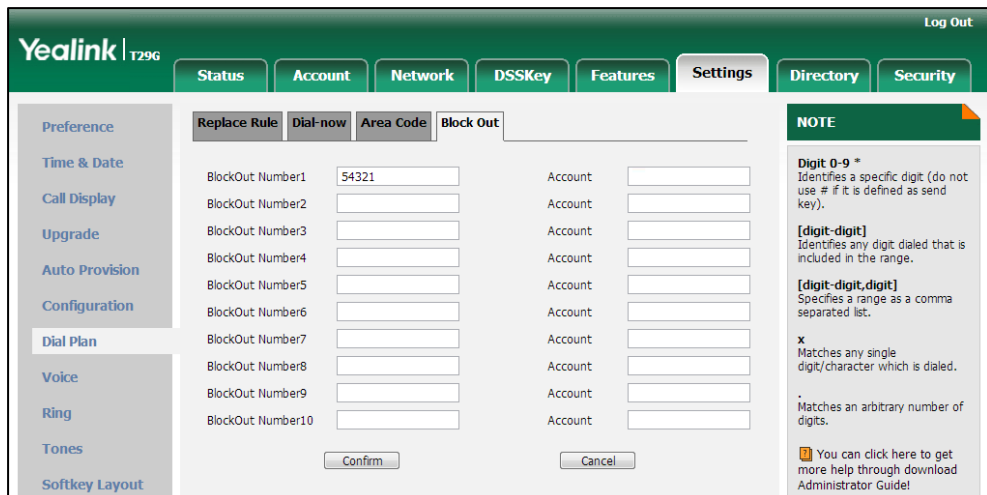 Log Out
Yealink T29G
Status Account Network DSSKey Features Settings Directory Security
Preference
Time & Date
Call Display
Upgrade
Auto Provision
Configuration
Dial Plan
Voice
Ring
Tones
Softkey Layout
Replace Rule Dial-now Area Code Block Out
BlockOut Number1 54321 Account
BlockOut Number2 Account
BlockOut Number3 Account
BlockOut Number4 Account
BlockOut Number5 Account
BlockOut Number6 Account
BlockOut Number7 Account
BlockOut Number8 Account
BlockOut Number9 Account
BlockOut Number10 Account
Confirm Cancel
NOTE
Digit 0-9 *
Identifies a specific digit (do not
use # if it is defined as send
key).
[digit-digit]
Identifies any digit dialed that is
included in the range.
[digit-digit,digit]
Specifies a range as a comma
separated list.
x
Matches any single
digit/character which is dialed.
.
Matches an arbitrary number of
digits.
You can click here to get
more help through download
Administrator Guide!